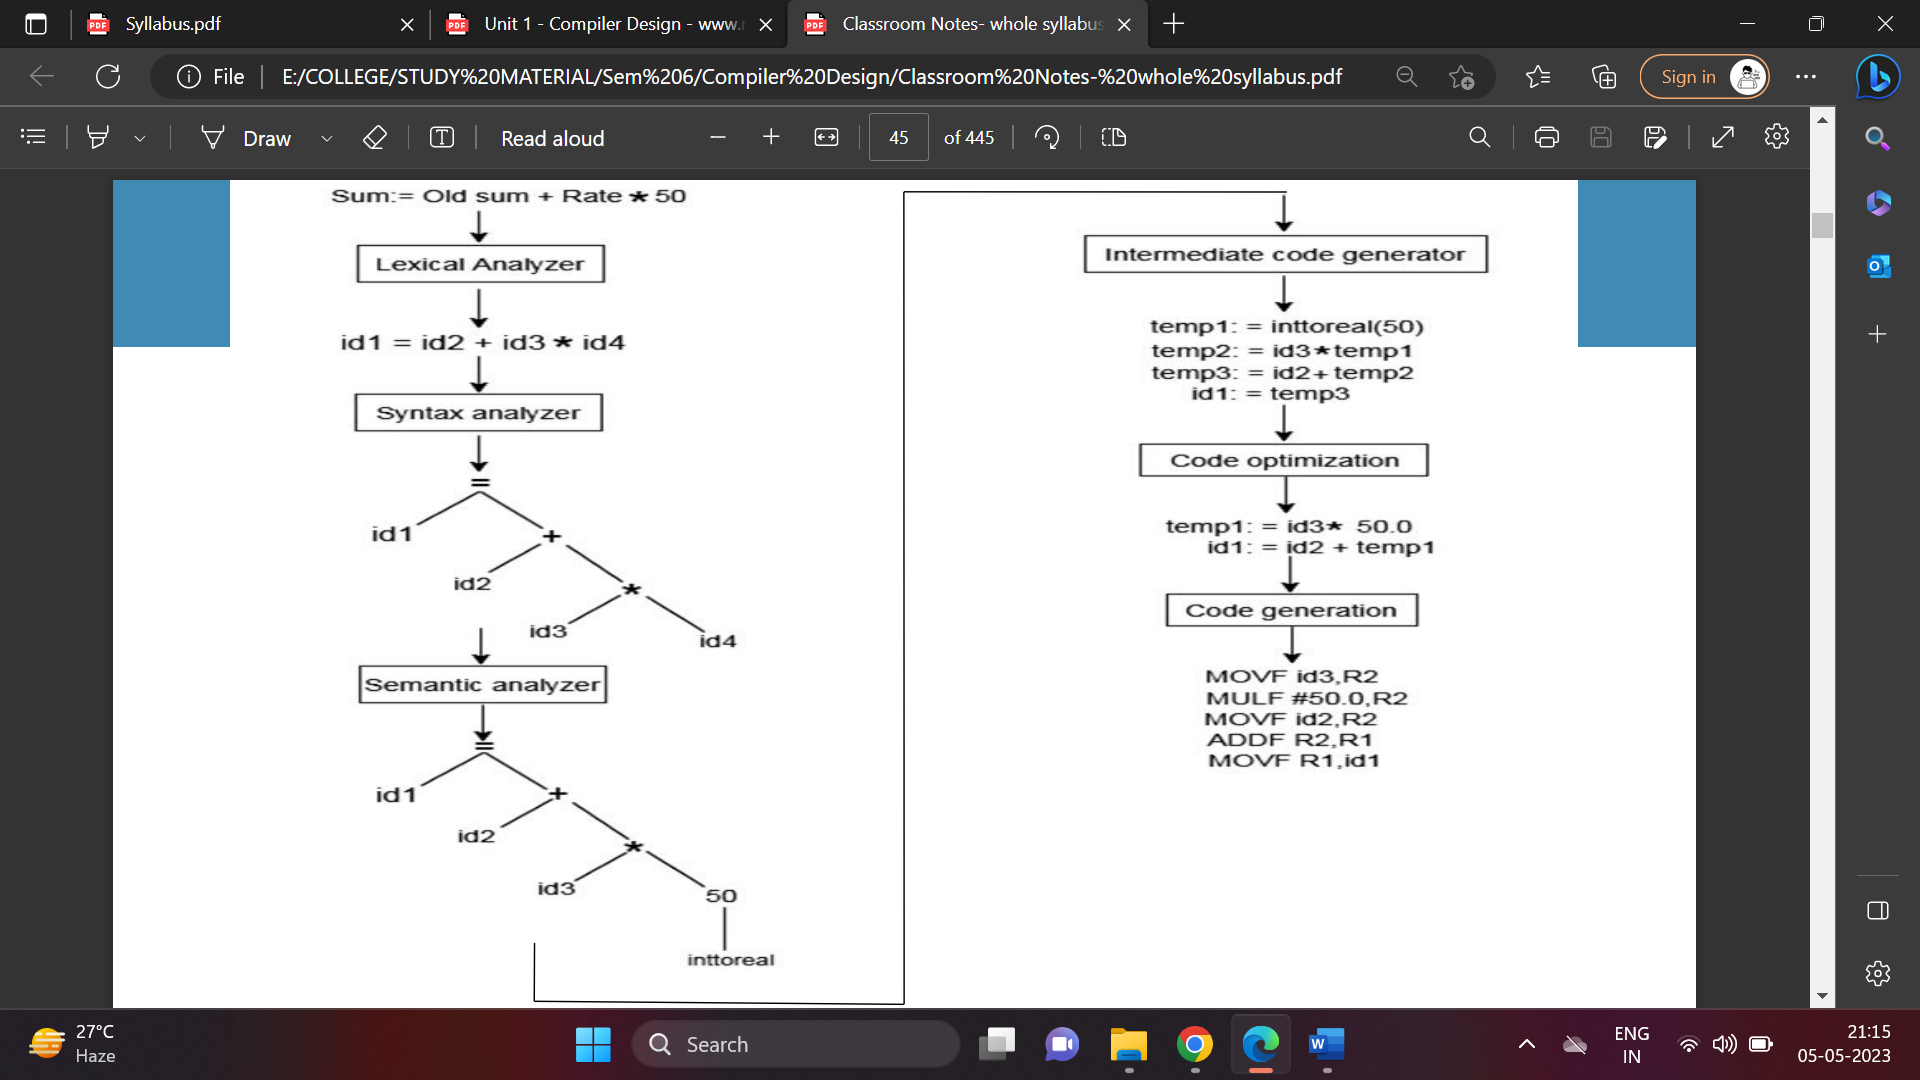 Syllabus.pdf
Unit 1 - Compiler Design - www.
Classroom Notes- whole syllabus
File
E:/COLLEGE/STUDY%20MATERIAL/Sem%206/Compiler%20Design/Classroom%20Notes-%20whole%20syllabus.pdf
Sign in
Draw
Read aloud
45
of 445
Sum:= Old sum + Rate * 50
Lexical Analyzer
id1 = id2 + id3 * id4
Syntax analyzer
=
id1
+
id2
*
id3
id4
Semantic analyzer
=
id1
+
id2
*
id3
50
inttoreal
Intermediate code generator
temp1: = inttoreal(50)
temp2: = id3*temp1
temp3: = id2+ temp2
id1: = temp3
Code optimization
temp1: = id3* 50.0
id1: = id2 + temp1
Code generation
MOVF id3,R2
MULF #50.0,R2
MOVF id2,R2
ADDF R2,R1
MOVF R1,id1
27°C
Haze
Search
ENG
IN
21:15
05-05-2023